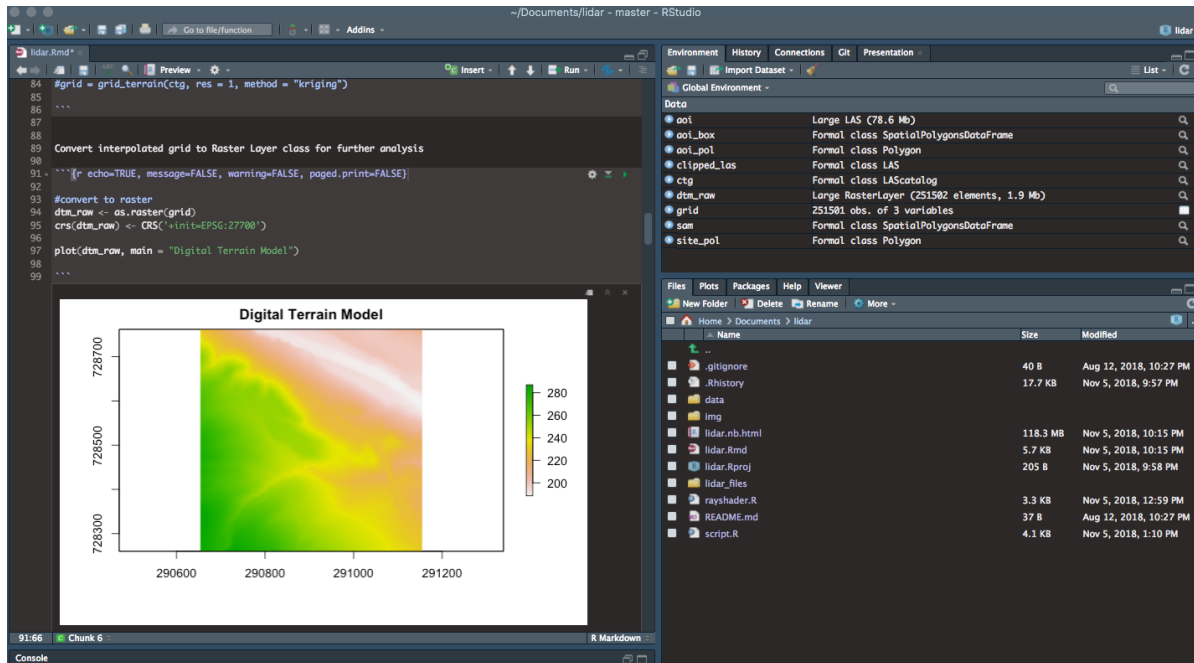 ~/Documents/lidar - master - RStudio
Go to file/function
Addins
lidar
lidar.Rmd*
Preview
Insert
Run
84 #grid = grid_terrain(ctg, res = 1, method = "kriging")
85
86 ```
87
88
89 Convert interpolated grid to Raster Layer class for further analysis
90
91 ```{r echo=TRUE, message=FALSE, warning=FALSE, paged.print=FALSE}
92
93 #convert to raster
94 dtm_raw <- as.raster(grid)
95 crs(dtm_raw) <- CRS('+init=EPSG:27700')
96
97 plot(dtm_raw, main = "Digital Terrain Model")
98
99 ```
Digital Terrain Model
728700
728500
728300
290600 290800 291000 291200
280
260
240
220
200
91:66 Chunk 6 R Markdown
Console
Environment History Connections Git Presentation
Import Dataset
List
Global Environment
Data
aoi Large LAS (78.6 Mb)
aoi_box Formal class SpatialPolygonsDataFrame
aoi_pol Formal class Polygon
clipped_las Formal class LAS
ctg Formal class LAScatalog
dtm_raw Large RasterLayer (251502 elements, 1.9 Mb)
grid 251501 obs. of 3 variables
sam Formal class SpatialPolygonsDataFrame
site_pol Formal class Polygon
Files Plots Packages Help Viewer
New Folder Delete Rename More
Home Documents lidar
Name Size Modified
..
.gitignore 40 B Aug 12, 2018, 10:27 PM
.Rhistory 17.7 KB Nov 5, 2018, 9:57 PM
data
img
lidar.nb.html 118.3 MB Nov 5, 2018, 10:15 PM
lidar.Rmd 5.7 KB Nov 5, 2018, 10:15 PM
lidar.Rproj 205 B Nov 5, 2018, 9:58 PM
lidar_files
rayshader.R 3.3 KB Nov 5, 2018, 12:59 PM
README.md 37 B Aug 12, 2018, 10:27 PM
script.R 4.1 KB Nov 5, 2018, 1:10 PM